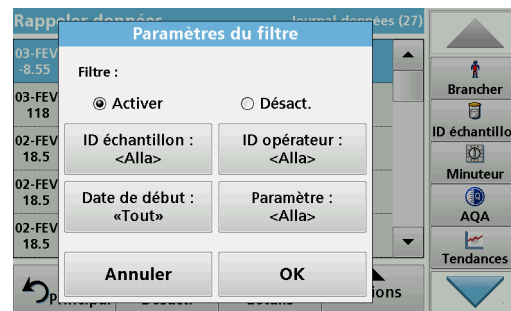 Rappeler données Journal données (27)
Paramètres du filtre
Filtre :
Activer Désact.
ID échantillon :
<Alla>
ID opérateur :
<Alla>
Date de début :
«Tout»
Paramètre :
<Alla>
Annuler OK
03-FEV
-8.55
03-FEV
118
02-FEV
18.5
02-FEV
18.5
02-FEV
18.5
Brancher
ID échantillo
Minuteur
AQA
Tendances